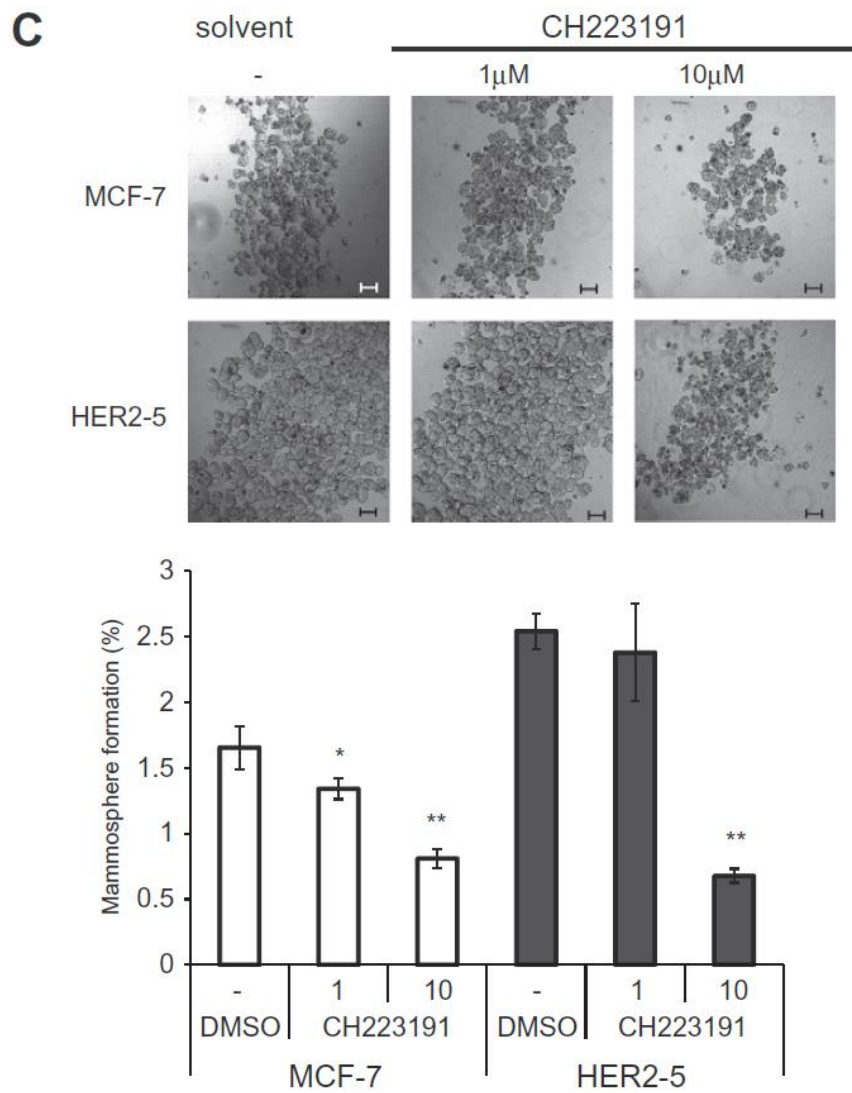 C
solvent CH223191
- 1μM 10μM
MCF-7
HER2-5
Mammosphere formation (%)
3
2.5
2
1.5
1
0.5
0
*
**
**
- 1 10 - 1 10
DMSO CH223191 DMSO CH223191
MCF-7 HER2-5